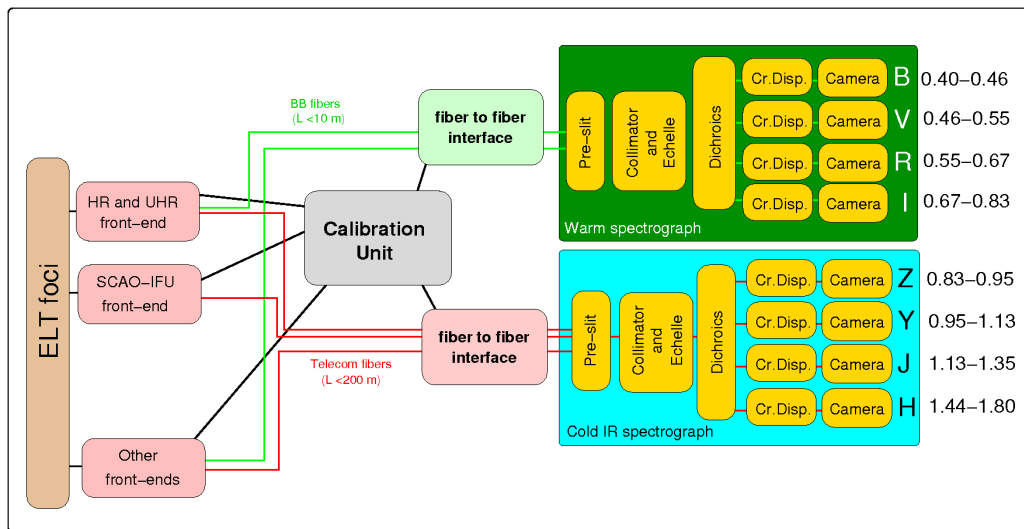 ELT foci
HR and UHR
front−end
SCAO−IFU
front−end
Other
front−ends
BB fibers
(L <10 m)
Telecom fibers
(L <200 m)
Calibration
Unit
fiber to fiber
interface
fiber to fiber
interface
Pre−slit
Collimator
and
Echelle
Dichroics
Cr.Disp.
Camera
B
0.40−0.46
Cr.Disp.
Camera
V
0.46−0.55
Cr.Disp.
Camera
R
0.55−0.67
Cr.Disp.
Camera
I
0.67−0.83
Warm spectrograph
Pre−slit
Collimator
and
Echelle
Dichroics
Cr.Disp.
Camera
Z
0.83−0.95
Cr.Disp.
Camera
Y
0.95−1.13
Cr.Disp.
Camera
J
1.13−1.35
Cr.Disp.
Camera
H
1.44−1.80
Cold IR spectrograph